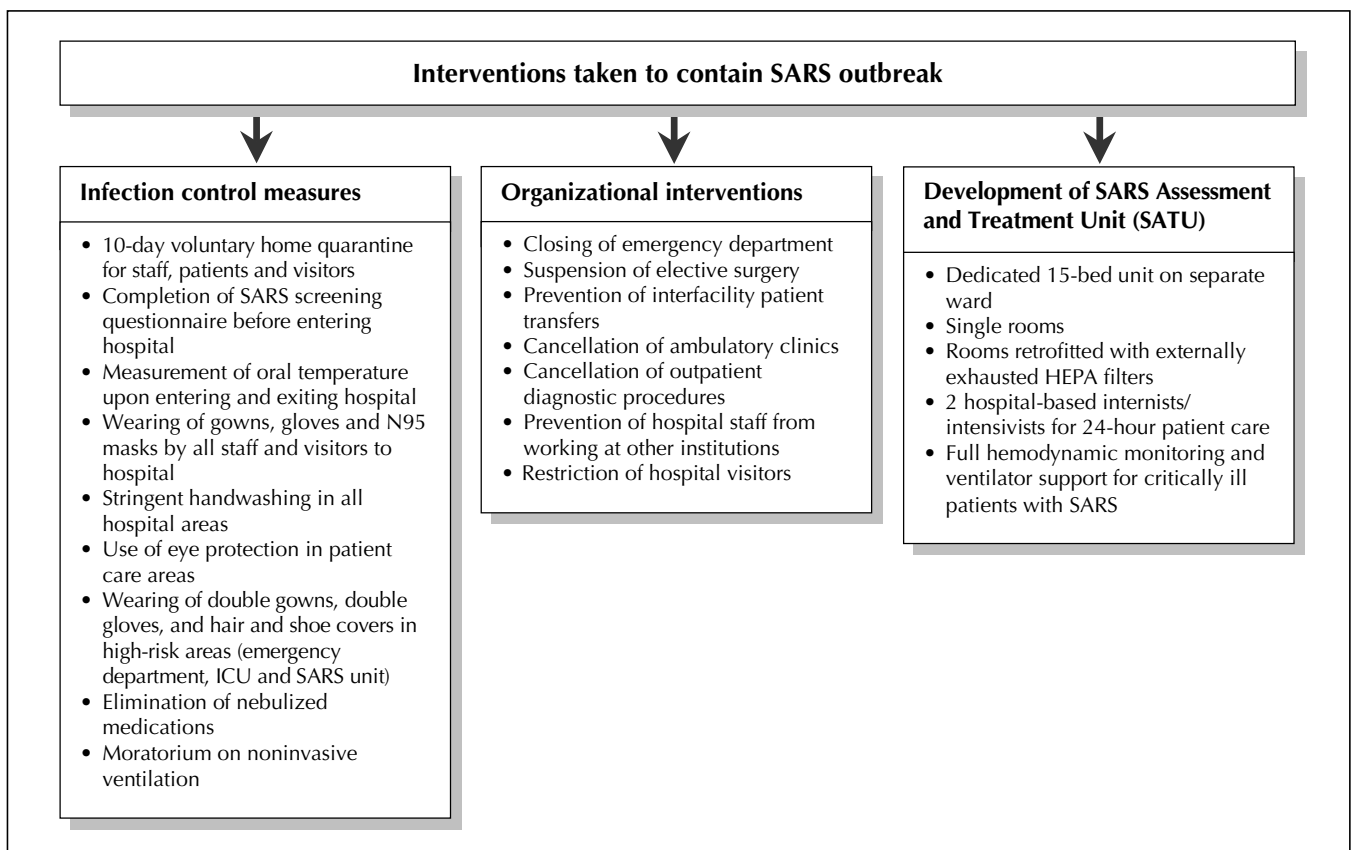 Interventions taken to contain SARS outbreak
Infection control measures
• 10-day voluntary home quarantine
for staff, patients and visitors
• Completion of SARS screening
questionnaire before entering
hospital
• Measurement of oral temperature
upon entering and exiting hospital
• Wearing of gowns, gloves and N95
masks by all staff and visitors to
hospital
• Stringent handwashing in all
hospital areas
• Use of eye protection in patient
care areas
• Wearing of double gowns, double
gloves, and hair and shoe covers in
high-risk areas (emergency
department, ICU and SARS unit)
• Elimination of nebulized
medications
• Moratorium on noninvasive
ventilation
Organizational interventions
• Closing of emergency department
• Suspension of elective surgery
• Prevention of interfacility patient
transfers
• Cancellation of ambulatory clinics
• Cancellation of outpatient
diagnostic procedures
• Prevention of hospital staff from
working at other institutions
• Restriction of hospital visitors
Development of SARS Assessment
and Treatment Unit (SATU)
• Dedicated 15-bed unit on separate
ward
• Single rooms
• Rooms retrofitted with externally
exhausted HEPA filters
• 2 hospital-based internists/
intensivists for 24-hour patient care
• Full hemodynamic monitoring and
ventilator support for critically ill
patients with SARS